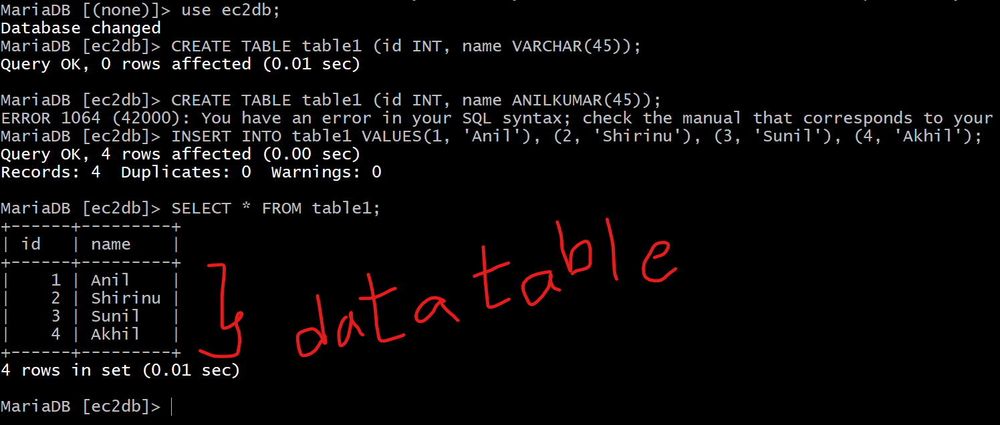 MariaDB [(none)]> use ec2db;
Database changed
MariaDB [ec2db]> CREATE TABLE table1 (id INT, name VARCHAR(45));
Query OK, 0 rows affected (0.01 sec)
MariaDB [ec2db]> CREATE TABLE table1 (id INT, name ANILKUMAR(45));
ERROR 1064 (42000): You have an error in your SQL syntax; check the manual that corresponds to your
MariaDB [ec2db]> INSERT INTO table1 VALUES(1, 'Anil'), (2, 'Shirinu'), (3, 'Sunil'), (4, 'Akhil');
Query OK, 4 rows affected (0.00 sec)
Records: 4  Duplicates: 0  Warnings: 0
MariaDB [ec2db]> SELECT * FROM table1;
+------+---------+
| id   | name    |
+------+---------+
|    1 | Anil    |
|    2 | Shirinu |
|    3 | Sunil   |
|    4 | Akhil   |
+------+---------+
data table
4 rows in set (0.01 sec)
MariaDB [ec2db]>